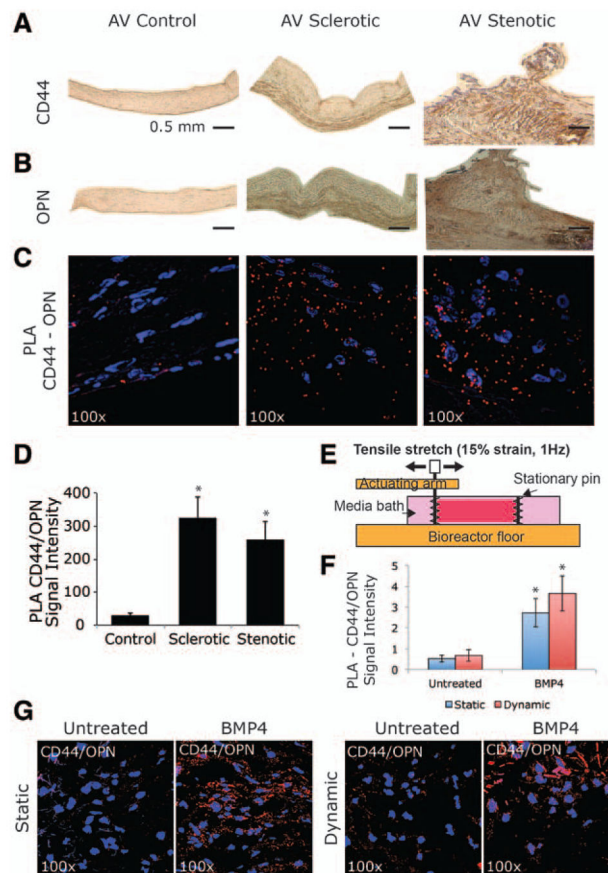 A
AV Control
AV Sclerotic
AV Stenotic
CD44
0.5 mm
B
OPN
C
PLA
CD44 - OPN
100x
100x
100x
D
PLA CD44/OPN
Signal Intensity
400
300
200
100
0
*
*
Control
Sclerotic
Stenotic
E
Tensile stretch (15% strain, 1Hz)
Actuating arm
Stationary pin
Media bath
Bioreactor floor
F
PLA - CD44/OPN
Signal Intensity
5
4
3
2
1
0
*
*
Untreated
BMP4
Static
Dynamic
G
Untreated
BMP4
Untreated
BMP4
Static
CD44/OPN
CD44/OPN
Dynamic
CD44/OPN
CD44/OPN
100x
100x
100x
100x